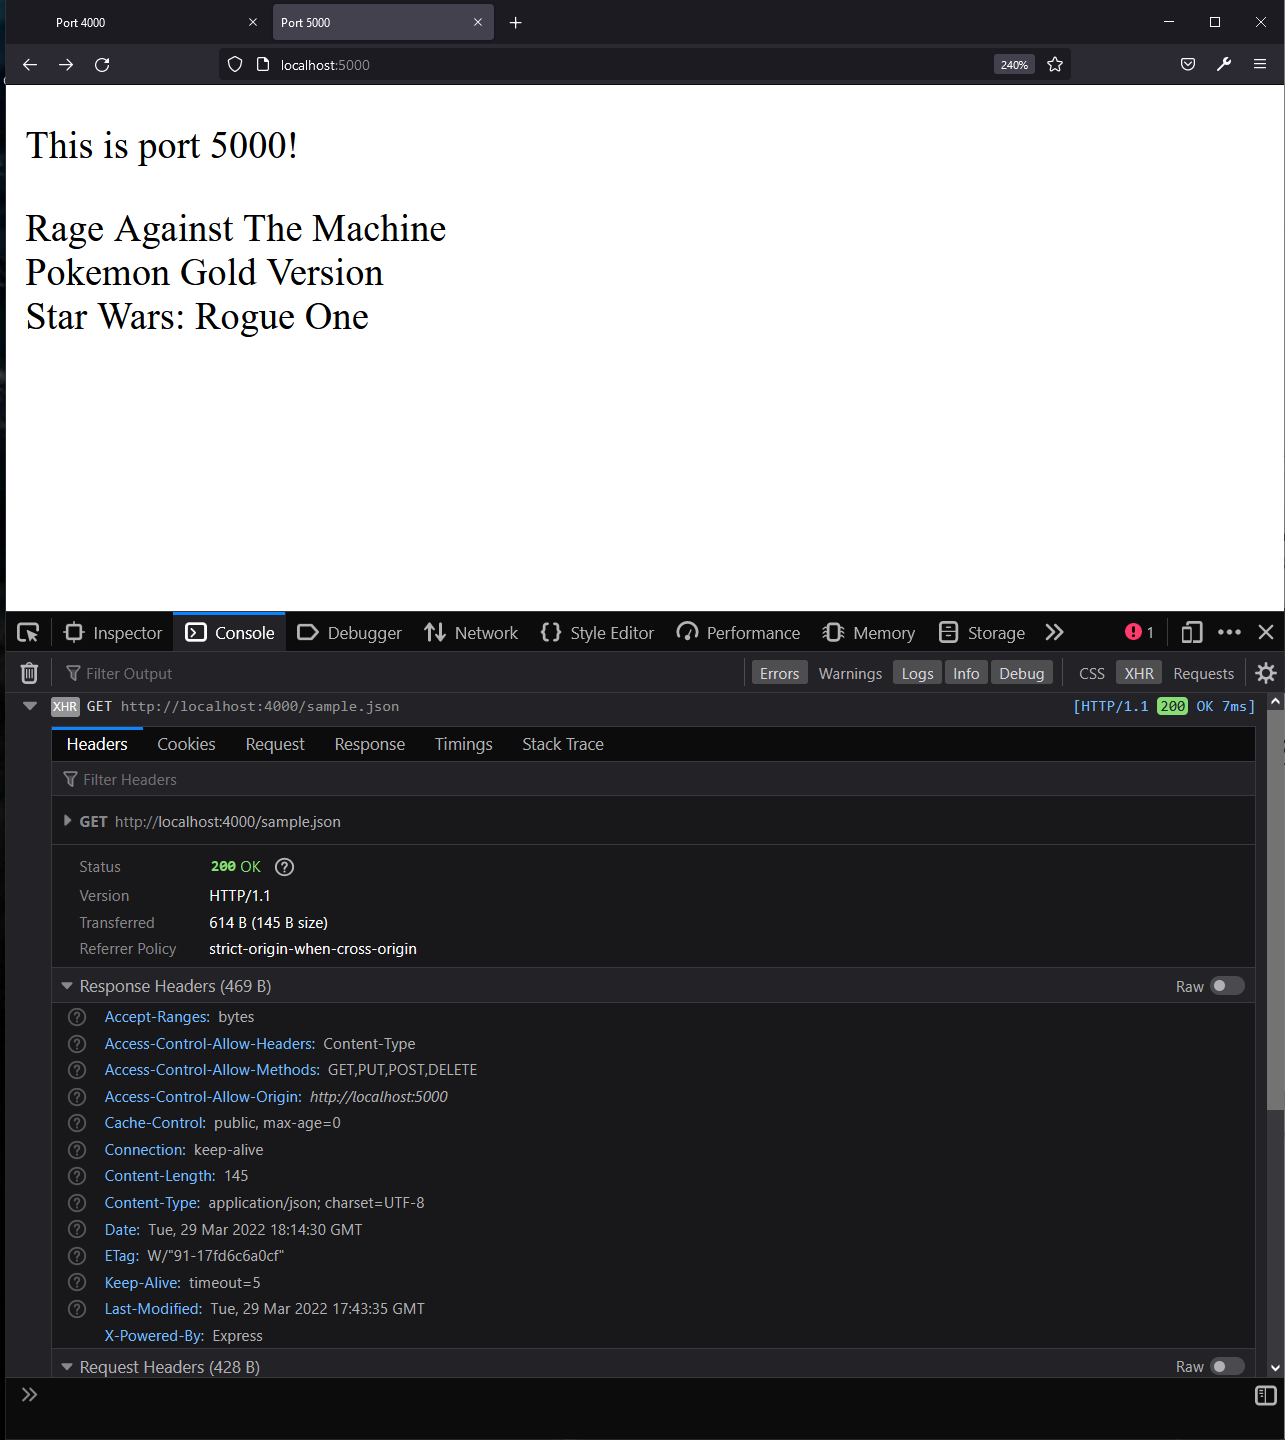 Port 4000
Port 5000
localhost:5000
240%
This is port 5000!
Rage Against The Machine
Pokemon Gold Version
Star Wars: Rogue One
Inspector Console Debugger Network Style Editor Performance Memory Storage 1
Filter Output Errors Warnings Logs Info Debug CSS XHR Requests
XHR GET http://localhost:4000/sample.json [HTTP/1.1 200 OK 7ms]
Headers Cookies Request Response Timings Stack Trace
Filter Headers
GET http://localhost:4000/sample.json
Status 200 OK
Version HTTP/1.1
Transferred 614 B (145 B size)
Referrer Policy strict-origin-when-cross-origin
Response Headers (469 B) Raw
Accept-Ranges: bytes
Access-Control-Allow-Headers: Content-Type
Access-Control-Allow-Methods: GET,PUT,POST,DELETE
Access-Control-Allow-Origin: http://localhost:5000
Cache-Control: public, max-age=0
Connection: keep-alive
Content-Length: 145
Content-Type: application/json; charset=UTF-8
Date: Tue, 29 Mar 2022 18:14:30 GMT
ETag: W/"91-17fd6c6a0cf"
Keep-Alive: timeout=5
Last-Modified: Tue, 29 Mar 2022 17:43:35 GMT
X-Powered-By: Express
Request Headers (428 B) Raw